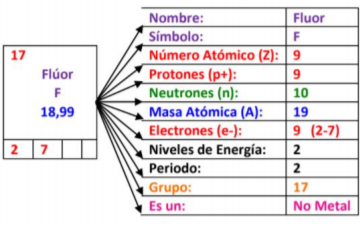 17
Flúor
F
18,99
2 7
Nombre: Fluor
Símbolo: F
Número Atómico (Z): 9
Protones (p+): 9
Neutrones (n): 10
Masa Atómica (A): 19
Electrones (e-): 9 (2-7)
Niveles de Energía: 2
Periodo: 2
Grupo: 17
Es un: No Metal